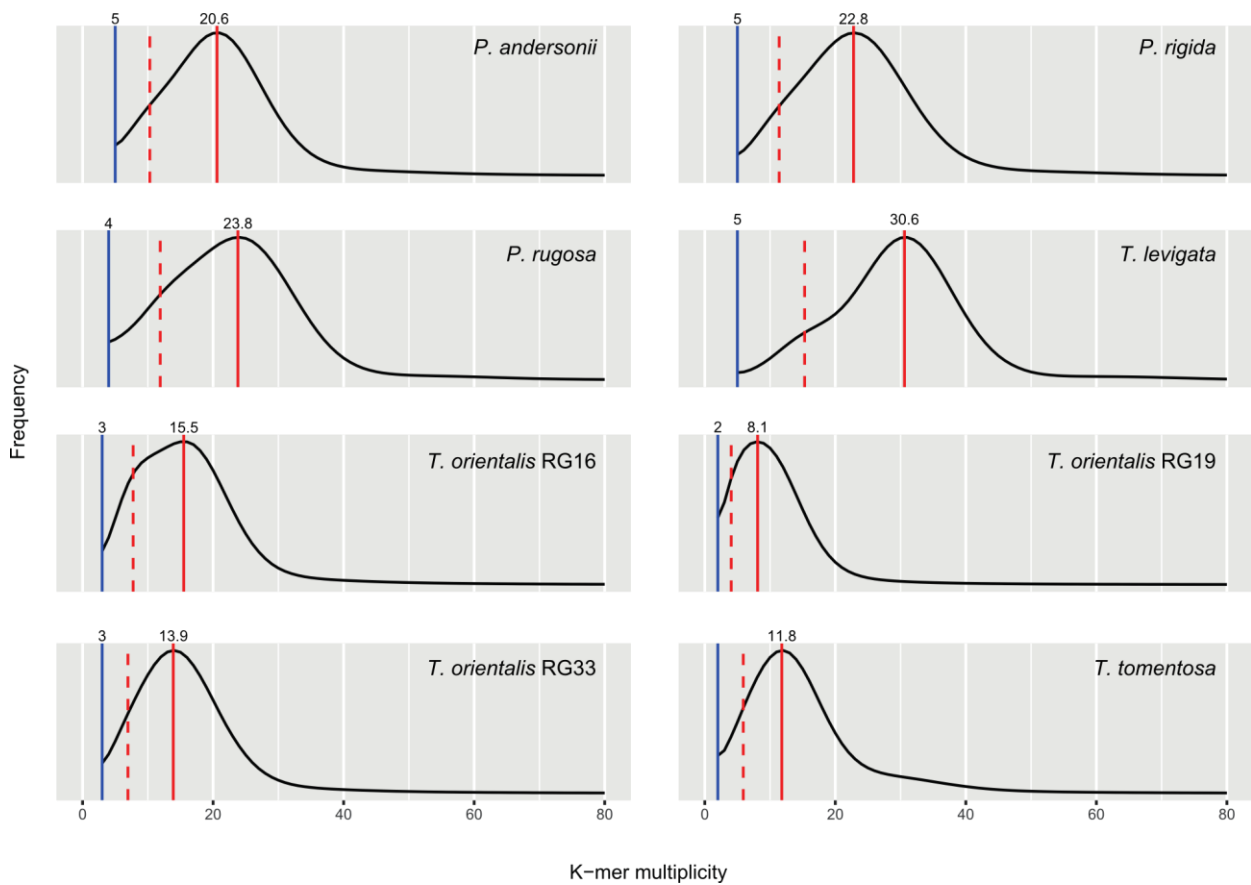 5 20.6
P. andersonii
5 22.8
P. rigida
4 23.8
P. rugosa
5 30.6
T. levigata
Frequency
3 15.5
T. orientalis RG16
2 8.1
T. orientalis RG19
3 13.9
T. orientalis RG33
11.8
T. tomentosa
0 20 40 60 80
0 20 40 60 80
K−mer multiplicity